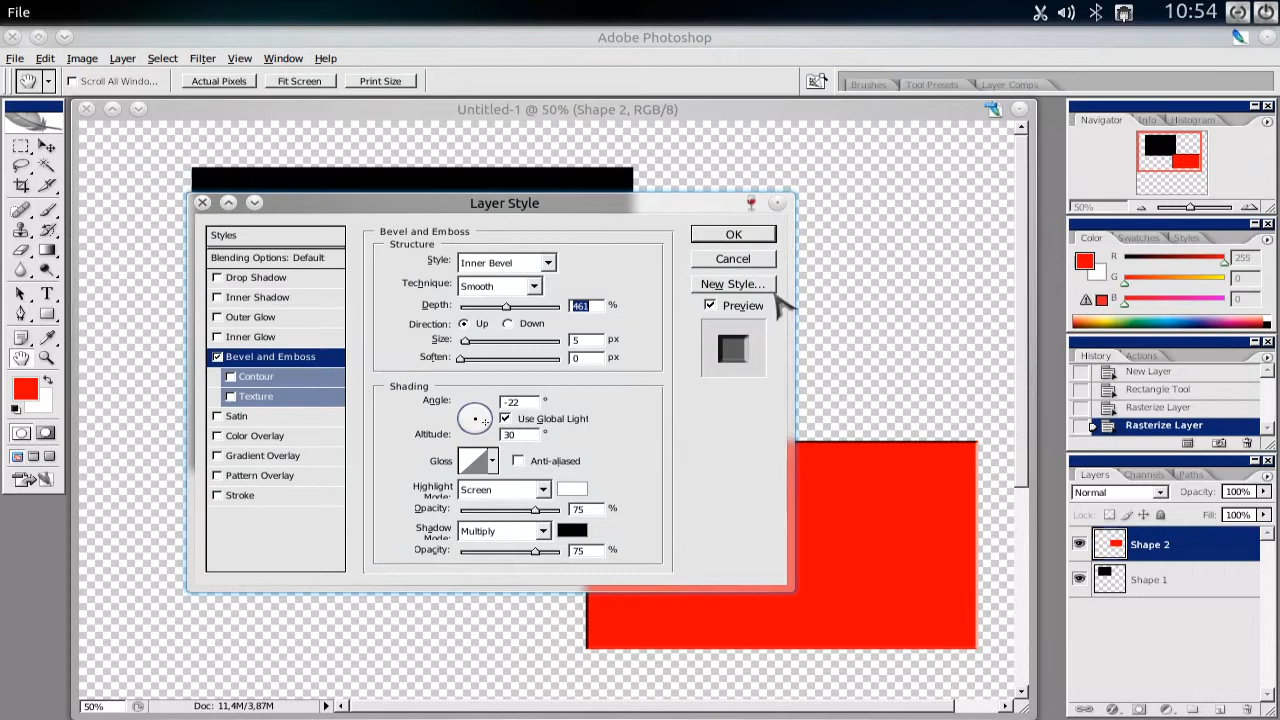 File
10:54
Adobe Photoshop
File Edit Image Layer Select Filter View Window Help
Scroll All Windo... Actual Pixels Fit Screen Print Size
Brushes Tool Presets Layer Comps
Untitled-1 @ 50% (Shape 2, RGB/8)
Navigator Info Histogram
50%
Color Swatches Styles
R 255
G 0
B 0
History Actions
New Layer
Rectangle Tool
Rasterize Layer
Rasterize Layer
Layers Channels Paths
Normal Opacity: 100%
Lock: Fill: 100%
Shape 2
Shape 1
Layer Style
Styles
Blending Options: Default
Drop Shadow
Inner Shadow
Outer Glow
Inner Glow
Bevel and Emboss
Contour
Texture
Satin
Color Overlay
Gradient Overlay
Pattern Overlay
Stroke
Bevel and Emboss
Structure
Style: Inner Bevel
Technique: Smooth
Depth: 461 %
Direction: Up Down
Size: 5 px
Soften: 0 px
Shading
Angle: -22 °
Use Global Light
Altitude: 30 °
Gloss Anti-aliased
Highlight Mode: Screen
Opacity: 75 %
Shadow Mode: Multiply
Opacity: 75 %
OK
Cancel
New Style...
Preview
50% Doc: 11,4M/3,87M